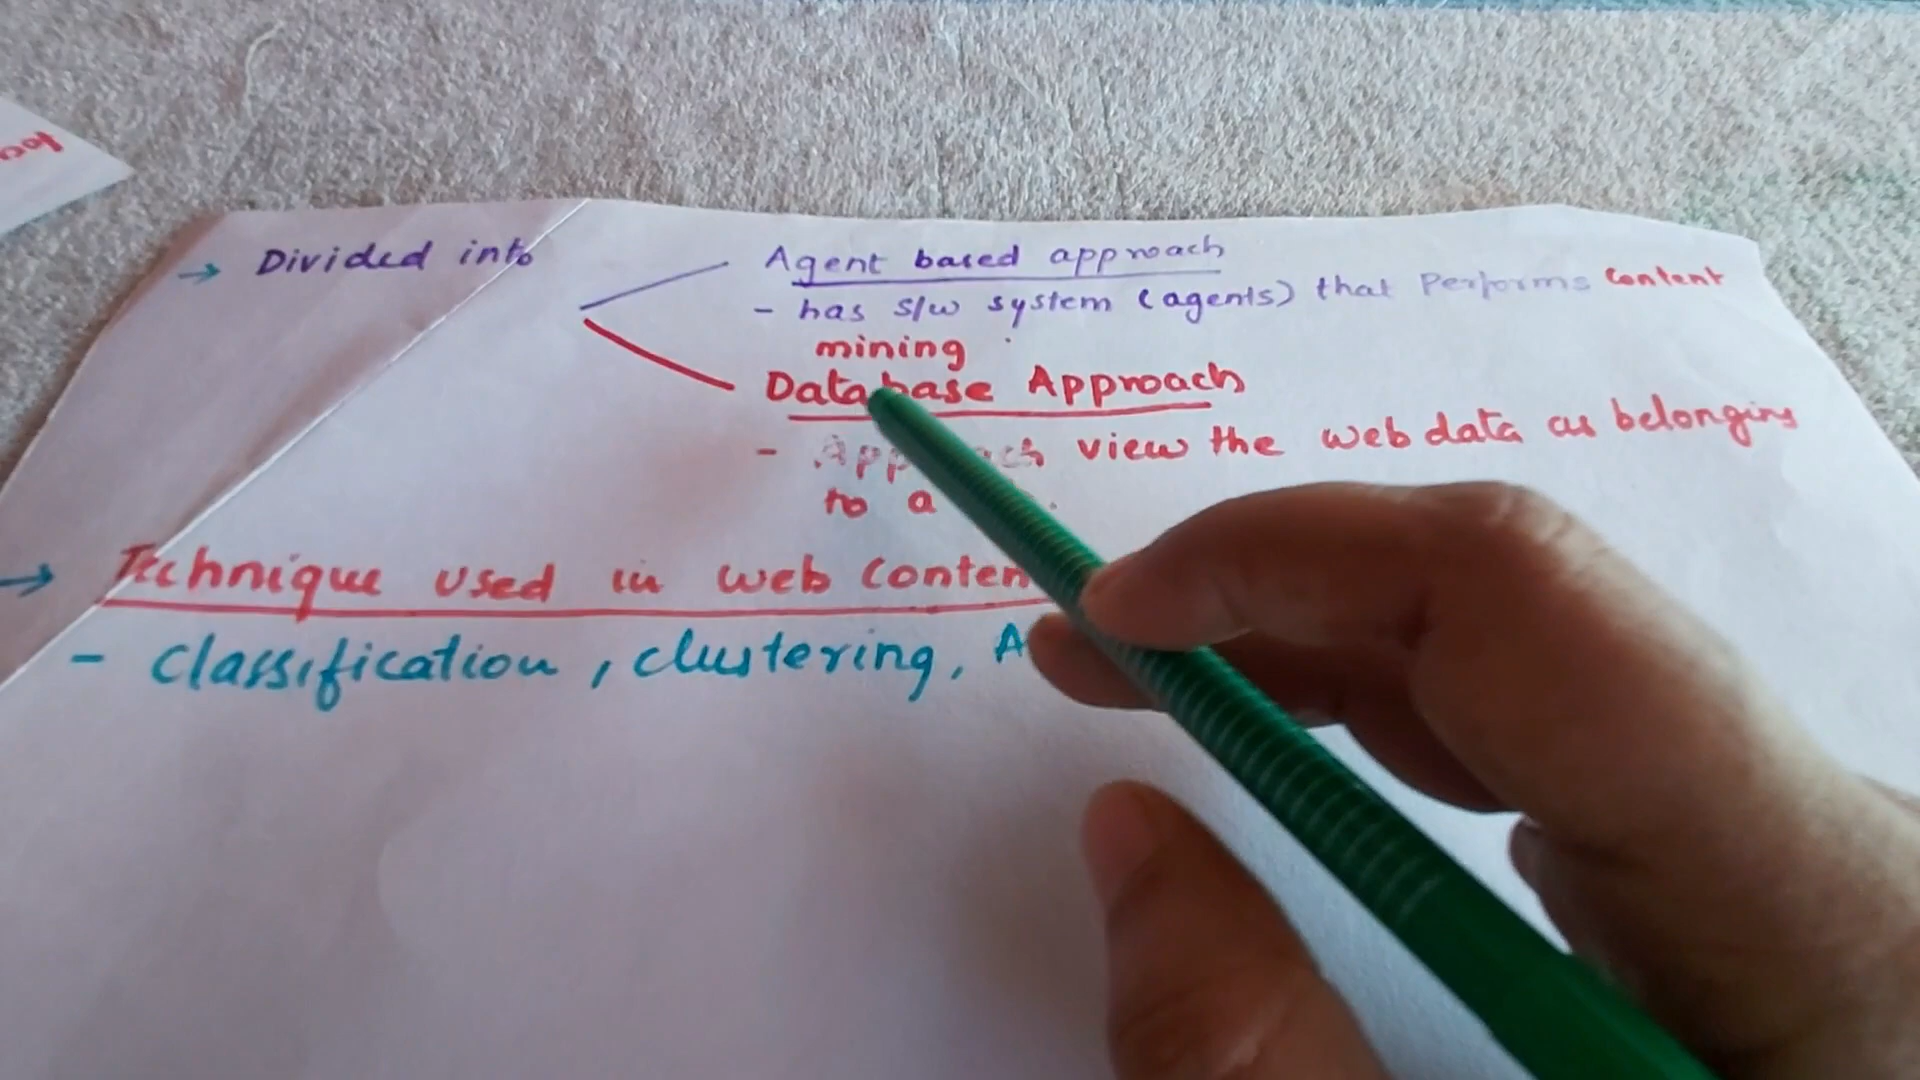 → Divided into
Agent based approach
- has s/w system (agents) that Performs Content
mining
Database Approach
- Approach view the web data as belonging
to a
→ Technique used in web Conten
- Classification, clustering, A